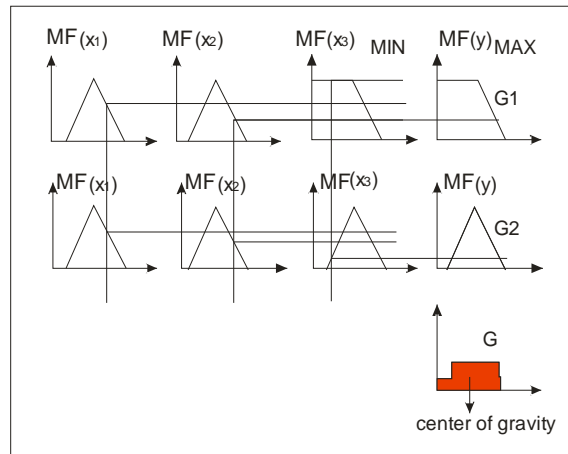 MF(x1) MF(x2) MF(x3) MIN MF(y) MAX
G1
MF(x1) MF(x2) MF(x3) MF(y)
G2
G
center of gravity